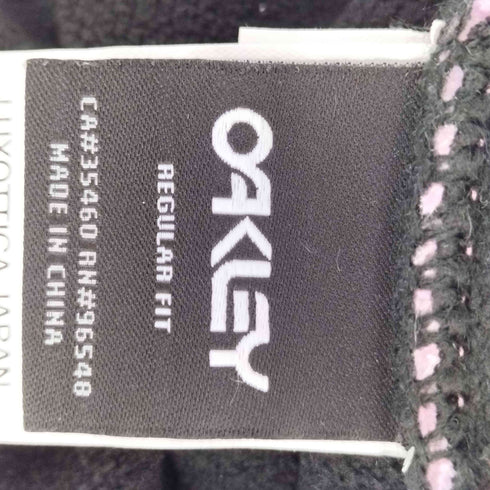 OAKLEY
REGULAR FIT
CA#35460 RN#96548
MADE IN CHINA
LUXOTTICA JAPAN